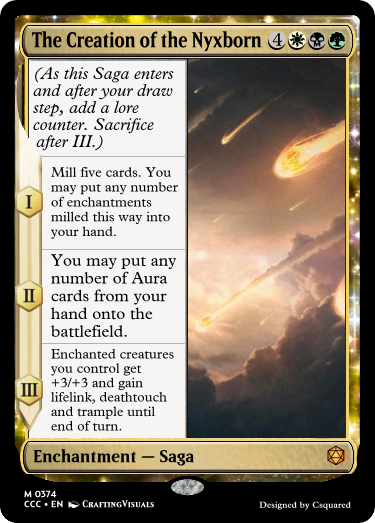 The Creation of the Nyxborn 4
(As this Saga enters
and after your draw
step, add a lore
counter. Sacrifice
after III.)
I
Mill five cards. You
may put any number
of enchantments
milled this way into
your hand.
II
You may put any
number of Aura
cards from your
hand onto the
battlefield.
III
Enchanted creatures
you control get
+3/+3 and gain
lifelink, deathtouch
and trample until
end of turn.
Enchantment — Saga
M 0374
CCC • EN CRAFTINGVISUALS
Designed by Csquared